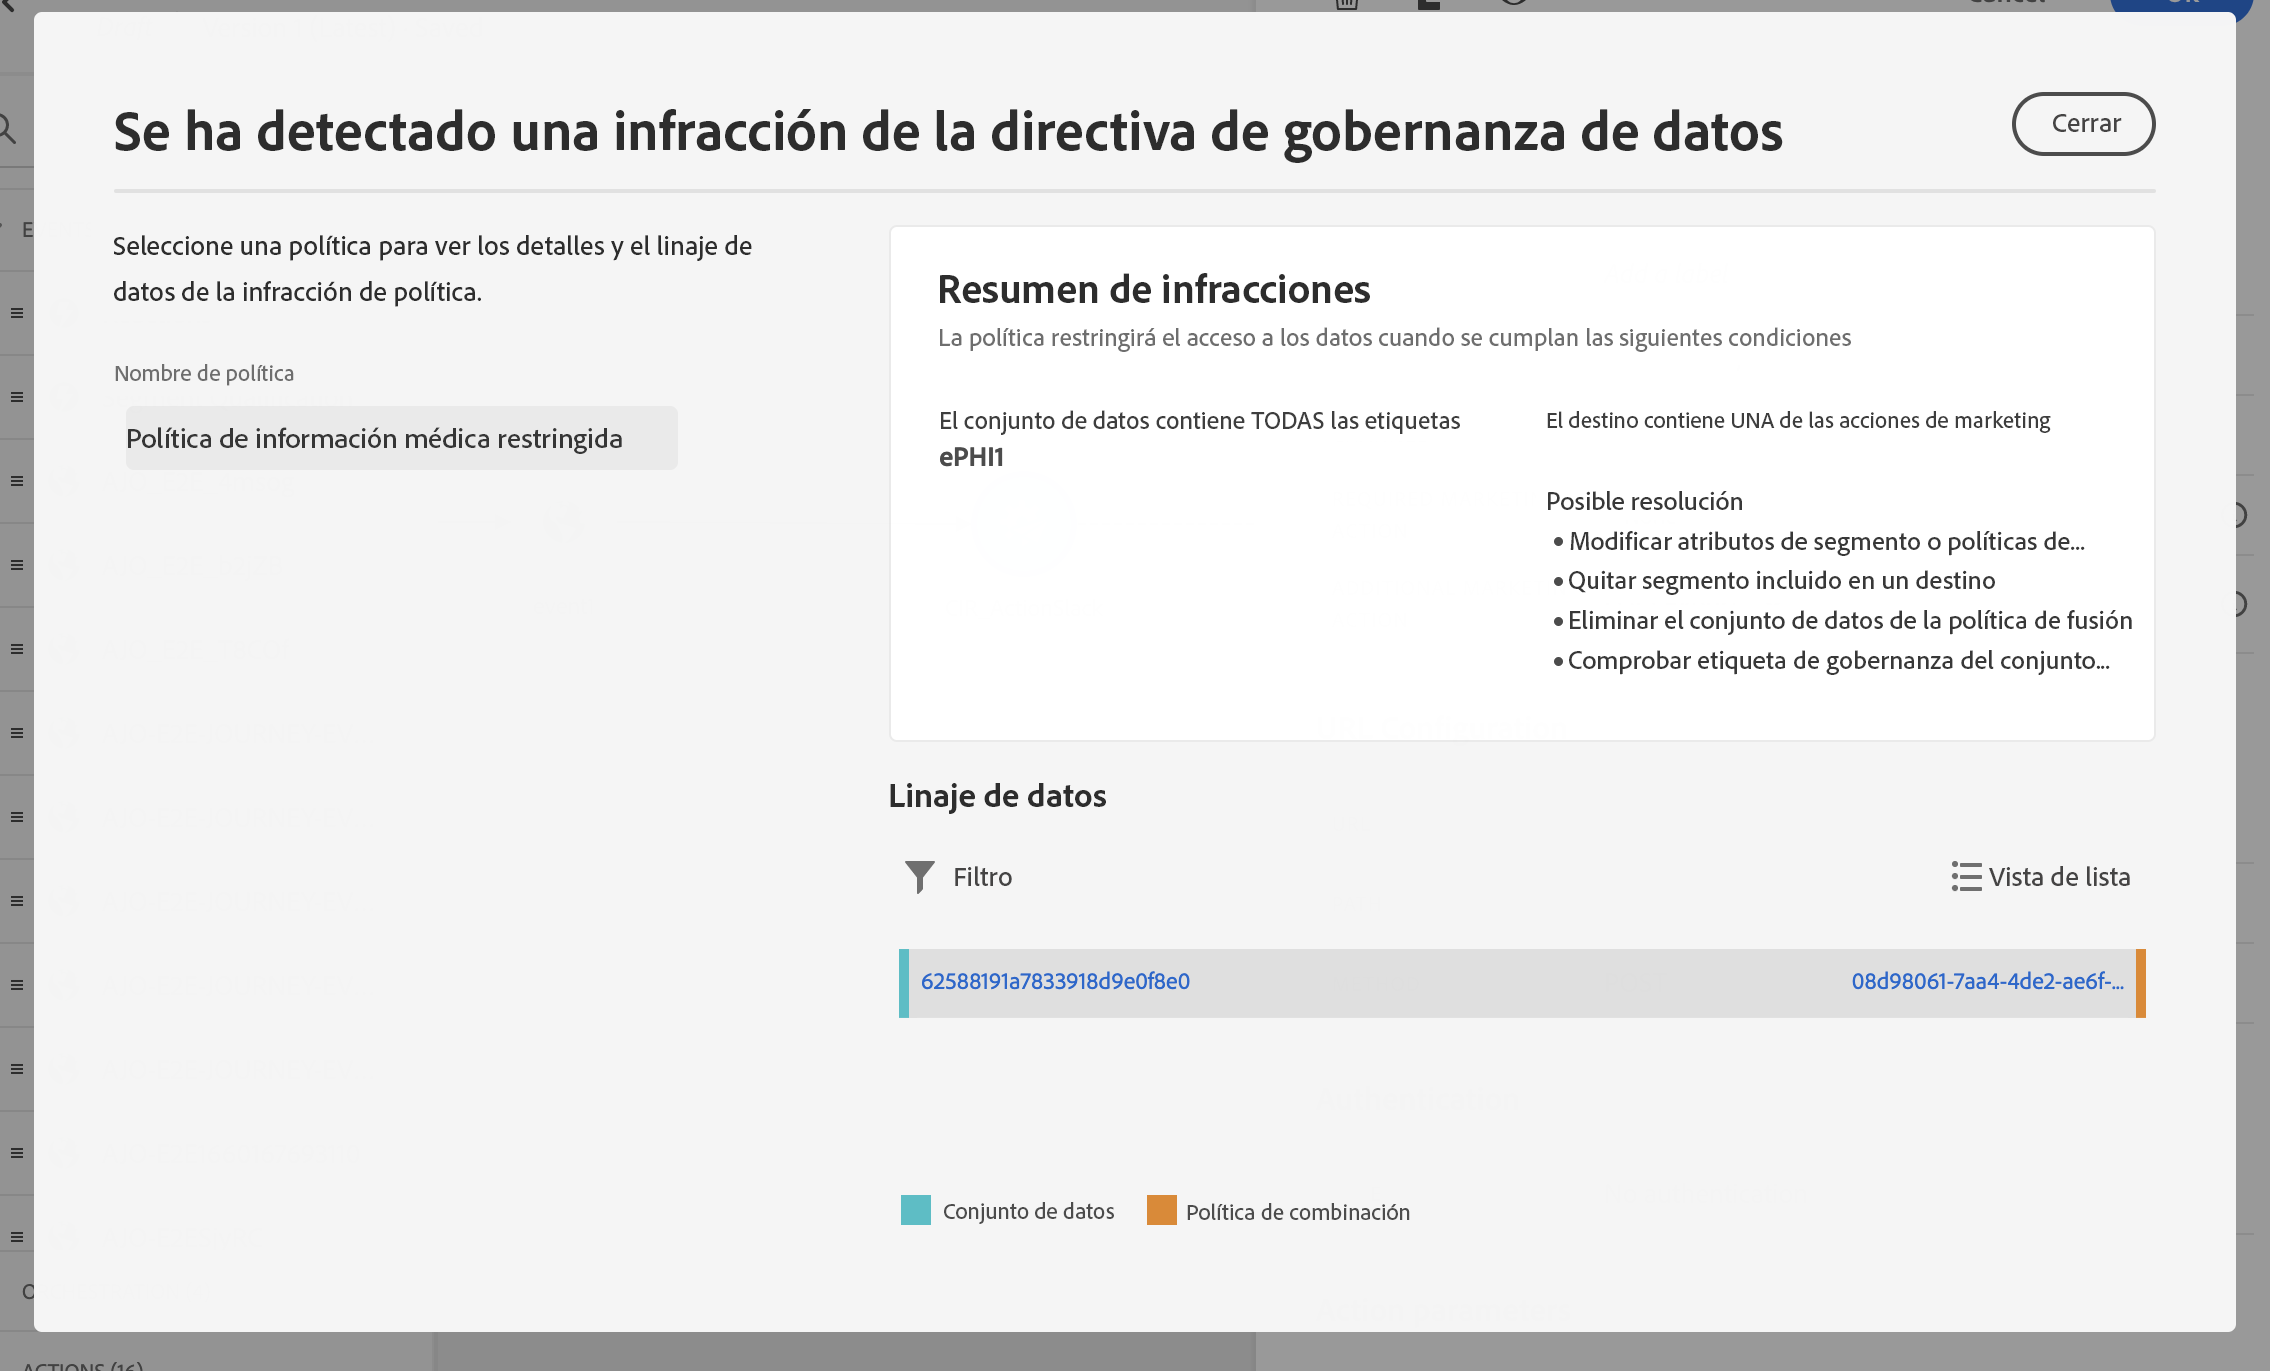 Se ha detectado una infracción de la directiva de gobernanza de datos
Cerrar
Seleccione una política para ver los detalles y el linaje de
datos de la infracción de política.
Nombre de política
Política de información médica restringida
Resumen de infracciones
La política restringirá el acceso a los datos cuando se cumplan las siguientes condiciones
El conjunto de datos contiene TODAS las etiquetas
ePHI1
El destino contiene UNA de las acciones de marketing
Posible resolución
• Modificar atributos de segmento o políticas de...
• Quitar segmento incluido en un destino
• Eliminar el conjunto de datos de la política de fusión
• Comprobar etiqueta de gobernanza del conjunto...
Linaje de datos
Filtro
Vista de lista
62588191a7833918d9e0f8e0
08d98061-7aa4-4de2-ae6f-...
Conjunto de datos
Política de combinación
ACTIONS (16)